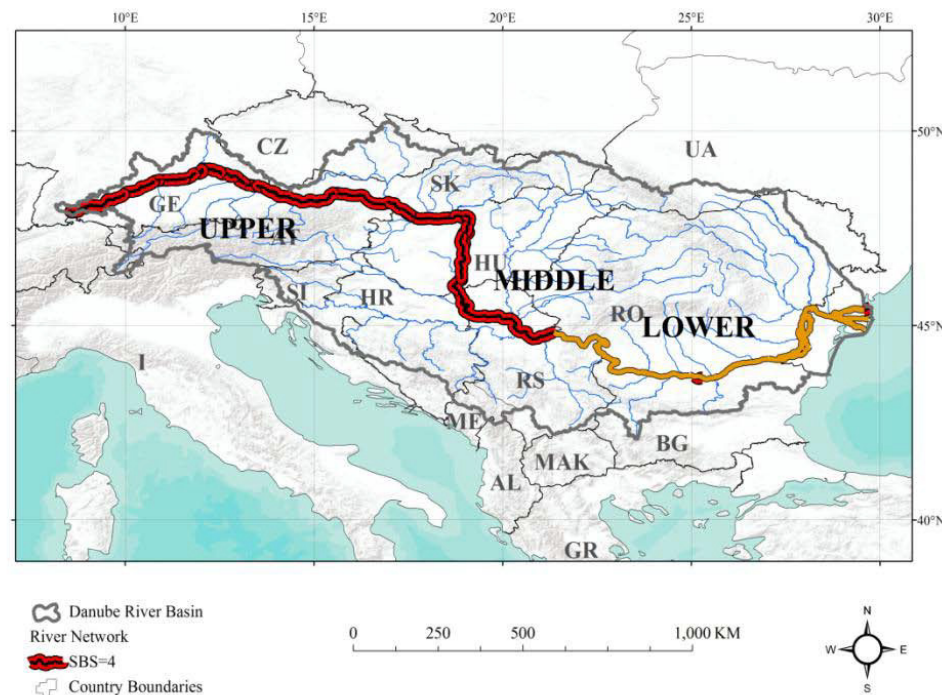 10°E 15°E 20°E 25°E 30°E
50°N
CZ
UA
SK
GE
UPPER
HU
MIDDLE
SI
HR
RO
LOWER
45°N
I
RS
ME
BG
MAK
AL
40°N
GR
Danube River Basin
River Network
SBS=4
Country Boundaries
0 250 500 1,000 KM
N
W E
S